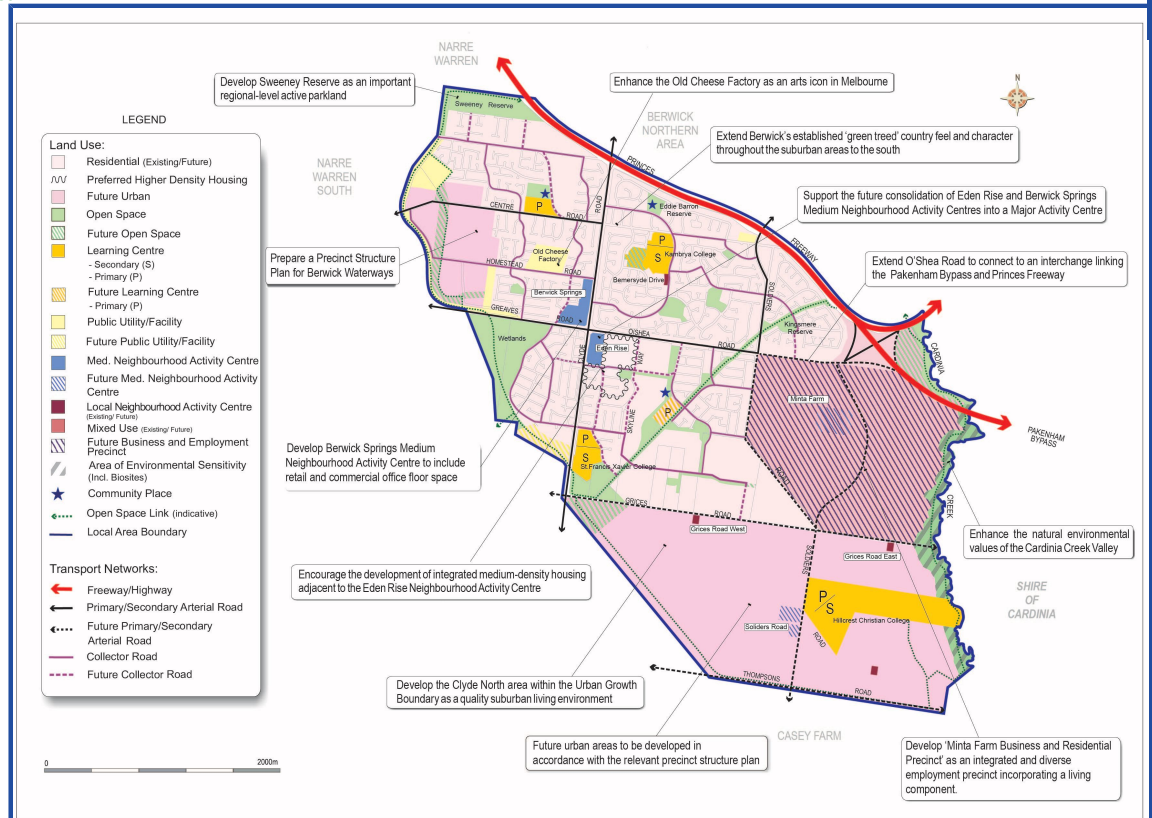 NARRE
WARREN
Develop Sweeney Reserve as an important
regional-level active parkland
Enhance the Old Cheese Factory as an arts icon in Melbourne
N
LEGEND
Land Use:
Residential (Existing/Future)
Preferred Higher Density Housing
Future Urban
Open Space
Future Open Space
Learning Centre
- Secondary (S)
- Primary (P)
Future Learning Centre
- Primary (P)
Public Utility/Facility
Future Public Utility/Facility
Med. Neighbourhood Activity Centre
Future Med. Neighbourhood Activity
Centre
Local Neighbourhood Activity Centre
(Existing/ Future)
Mixed Use (Existing/ Future)
Future Business and Employment
Precinct
Area of Environmental Sensitivity
(Incl. Biosites)
Community Place
Open Space Link (indicative)
Local Area Boundary
Transport Networks:
Freeway/Highway
Primary/Secondary Arterial Road
Future Primary/Secondary
Arterial Road
Collector Road
Future Collector Road
0
2000m
Sweeney Reserve
BERWICK
NORTHERN
AREA
Extend Berwick's established 'green treed' country feel and character
throughout the suburban areas to the south
NARRE
WARREN
SOUTH
PRINCES
FREEWAY
Support the future consolidation of Eden Rise and Berwick Springs
Medium Neighbourhood Activity Centres into a Major Activity Centre
CENTRE
ROAD
P
ROAD
Eddie Barron
Reserve
Prepare a Precinct Structure
Plan for Berwick Waterways
Old Cheese
Factory
P
S
Kambrya College
Extend O'Shea Road to connect to an interchange linking
the Pakenham Bypass and Princes Freeway
HOMESTEAD
ROAD
Bemersyde Drive
Berwick Springs
SOLDIERS
GREAVES
ROAD
Kingsmere
Reserve
O/SHEA
ROAD
CARDINIA
Wetlands
CLYDE
Eden Rise
WAY
Minta Farm
P
SKYLINE
PAKENHAM
BYPASS
Develop Berwick Springs Medium
Neighbourhood Activity Centre to include
retail and commercial office floor space
P
S
St.Francis Xavier College
ROAD
CREEK
GRICES
ROAD
Grices Road West
Enhance the natural environmental
values of the Cardinia Creek Valley
Grices Road East
SOLDIERS
Encourage the development of integrated medium-density housing
adjacent to the Eden Rise Neighbourhood Activity Centre
SHIRE
OF
CARDINIA
P
S
Hillcrest Christian College
Soliders Road
ROAD
THOMPSONS
ROAD
Develop the Clyde North area within the Urban Growth
Boundary as a quality suburban living environment
CASEY FARM
Future urban areas to be developed in
accordance with the relevant precinct structure plan
Develop 'Minta Farm Business and Residential
Precinct' as an integrated and diverse
employment precinct incorporating a living
component.